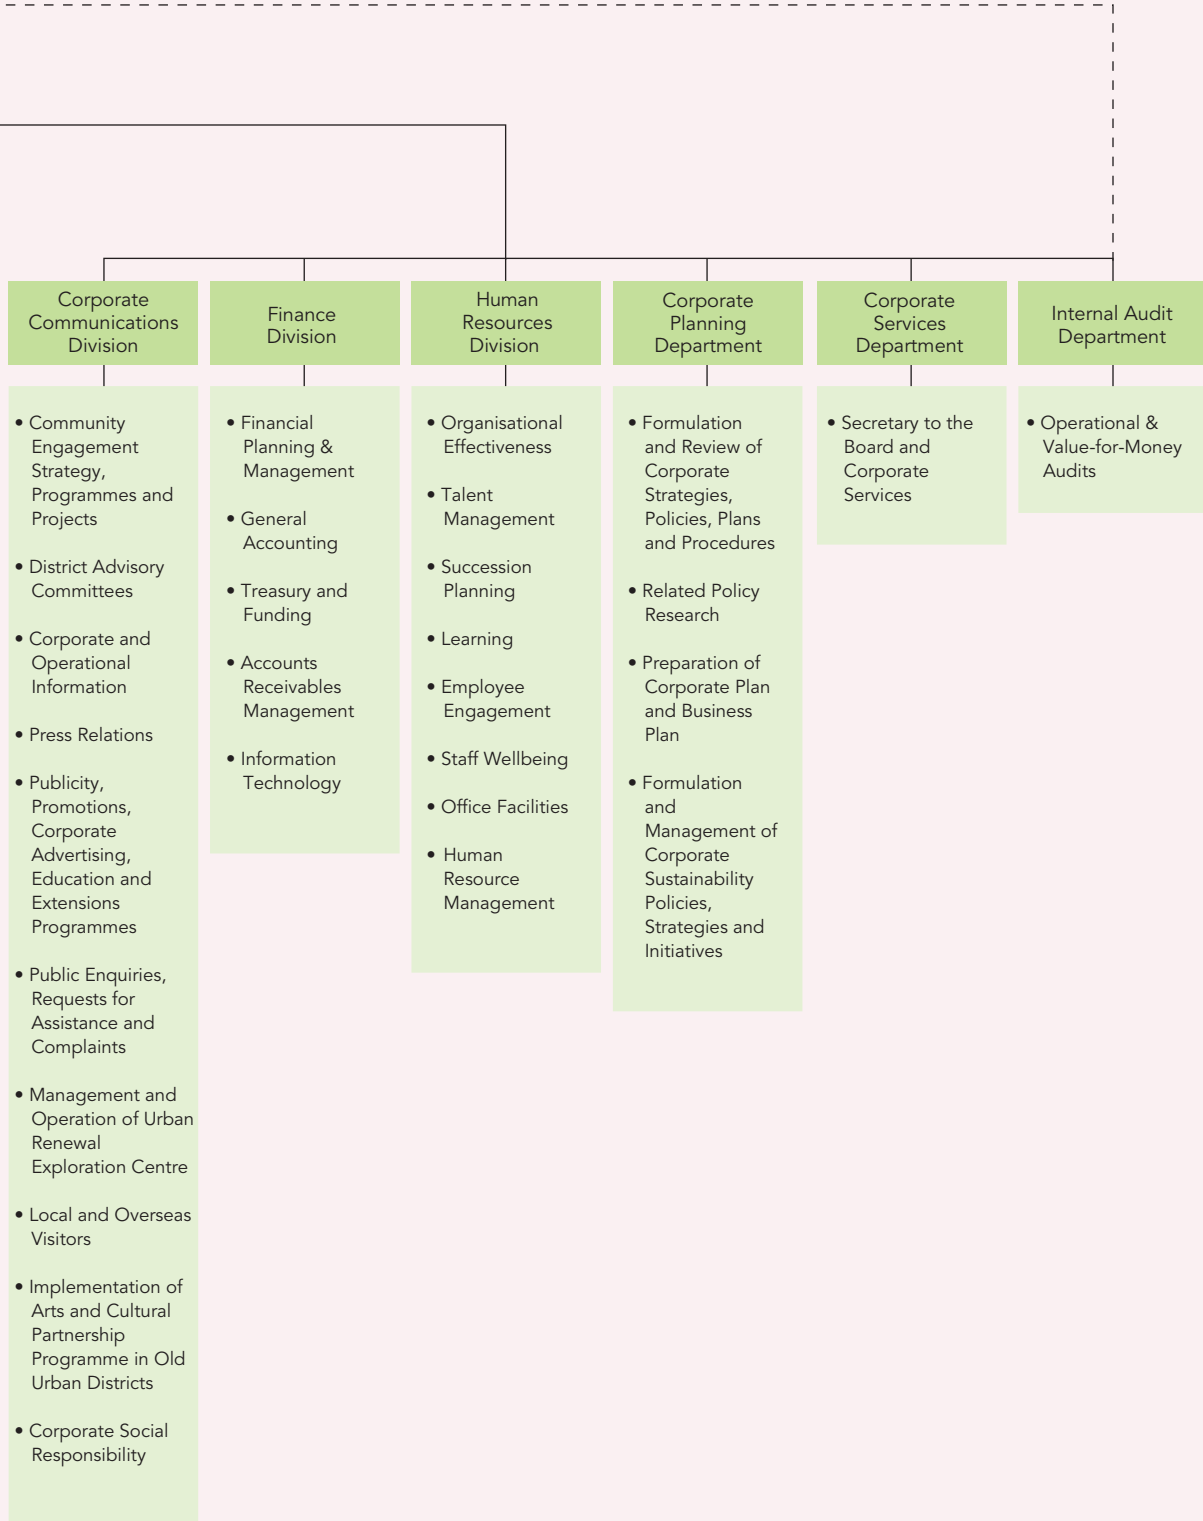 Corporate
Communications
Division
• Community
Engagement
Strategy,
Programmes and
Projects
• District Advisory
Committees
• Corporate and
Operational
Information
• Press Relations
• Publicity,
Promotions,
Corporate
Advertising,
Education and
Extensions
Programmes
• Public Enquiries,
Requests for
Assistance and
Complaints
• Management and
Operation of Urban
Renewal
Exploration Centre
• Local and Overseas
Visitors
• Implementation of
Arts and Cultural
Partnership
Programme in Old
Urban Districts
• Corporate Social
Responsibility
Finance
Division
• Financial
Planning &
Management
• General
Accounting
• Treasury and
Funding
• Accounts
Receivables
Management
• Information
Technology
Human
Resources
Division
• Organisational
Effectiveness
• Talent
Management
• Succession
Planning
• Learning
• Employee
Engagement
• Staff Wellbeing
• Office Facilities
• Human
Resource
Management
Corporate
Planning
Department
• Formulation
and Review of
Corporate
Strategies,
Policies, Plans
and Procedures
• Related Policy
Research
• Preparation of
Corporate Plan
and Business
Plan
• Formulation
and
Management of
Corporate
Sustainability
Policies,
Strategies and
Initiatives
Corporate
Services
Department
• Secretary to the
Board and
Corporate
Services
Internal Audit
Department
• Operational &
Value-for-Money
Audits